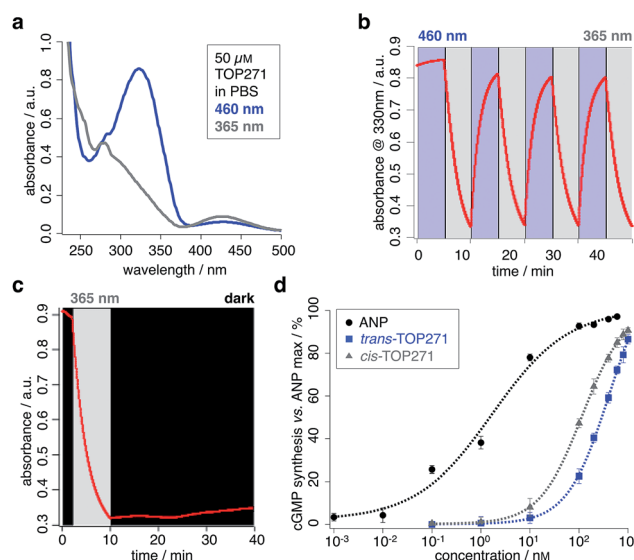 a
1.0
0.8
0.6
0.4
0.2
0.0
absorbance / a.u.
50 µM
TOP271
in PBS
460 nm
365 nm
250 300 350 400 450 500
wavelength / nm
b
460 nm 365 nm
0.9
0.8
0.7
0.6
0.5
0.4
0.3
absorbance @ 330nm / a.u.
0 10 20 30 40
time / min
c
365 nm dark
0.9
0.8
0.7
0.6
0.5
0.4
0.3
absorbance / a.u.
0 10 20 30 40
time / min
d
100
80
60
40
20
0
cGMP synthesis vs. ANP max / %
ANP
trans-TOP271
cis-TOP271
10⁻³ 10⁻² 10⁻¹ 10⁰ 10¹ 10²
concentration / nM